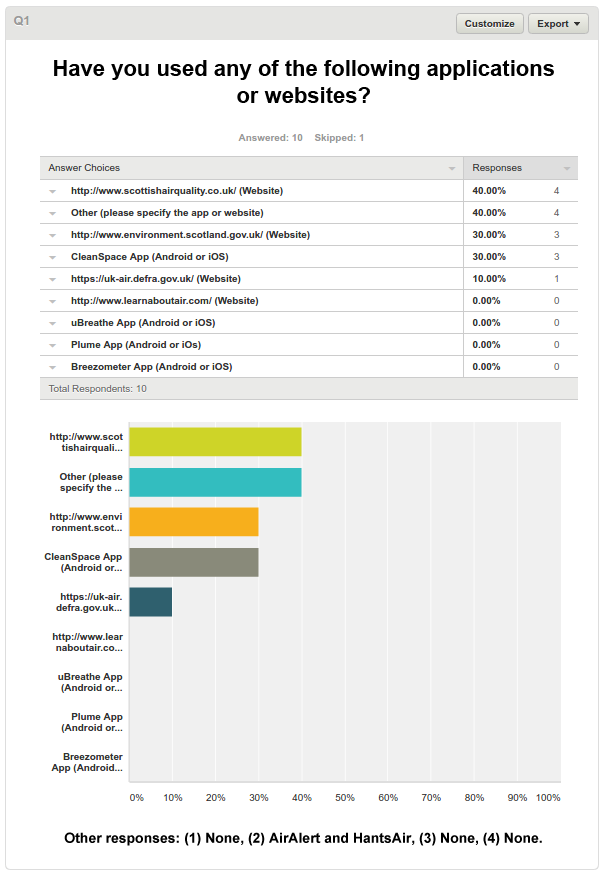 Q1
Customize
Export
Have you used any of the following applications
or websites?
Answered: 10 Skipped: 1
Answer Choices Responses
http://www.scottishairquality.co.uk/ (Website) 40.00% 4
Other (please specify the app or website) 40.00% 4
http://www.environment.scotland.gov.uk/ (Website) 30.00% 3
CleanSpace App (Android or iOS) 30.00% 3
https://uk-air.defra.gov.uk/ (Website) 10.00% 1
http://www.learnaboutair.com/ (Website) 0.00% 0
uBreathe App (Android or iOS) 0.00% 0
Plume App (Android or iOs) 0.00% 0
Breezometer App (Android or iOS) 0.00% 0
Total Respondents: 10
http://www.scot
tishairquali...
Other (please
specify the ...
http://www.envi
ronment.scot...
CleanSpace App
(Android or...
https://uk-air.
defra.gov.uk...
http://www.lear
naboutair.co...
uBreathe App
(Android or...
Plume App
(Android or...
Breezometer
App (Android...
0% 10% 20% 30% 40% 50% 60% 70% 80% 90% 100%
Other responses: (1) None, (2) AirAlert and HantsAir, (3) None, (4) None.